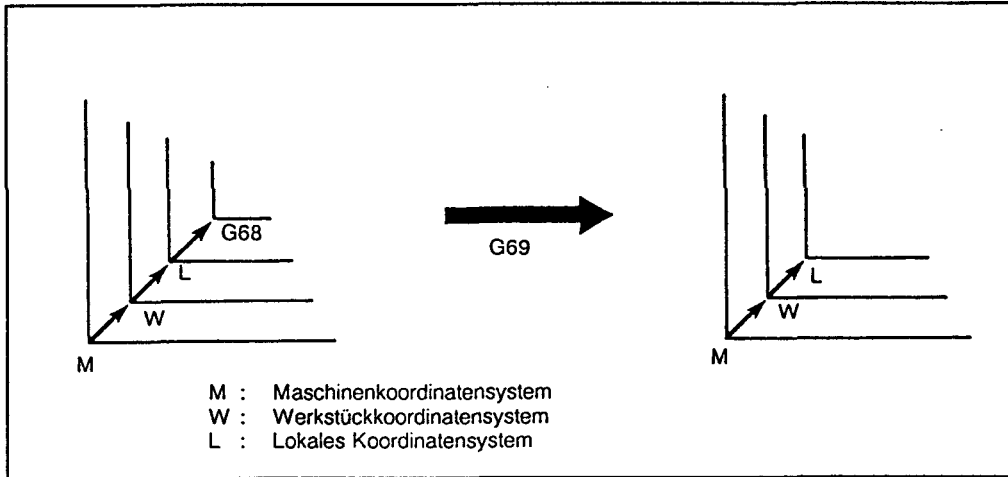 G68
L
W
M
G69
L
W
M
M : Maschinenkoordinatensystem
W : Werkstückkoordinatensystem
L : Lokales Koordinatensystem